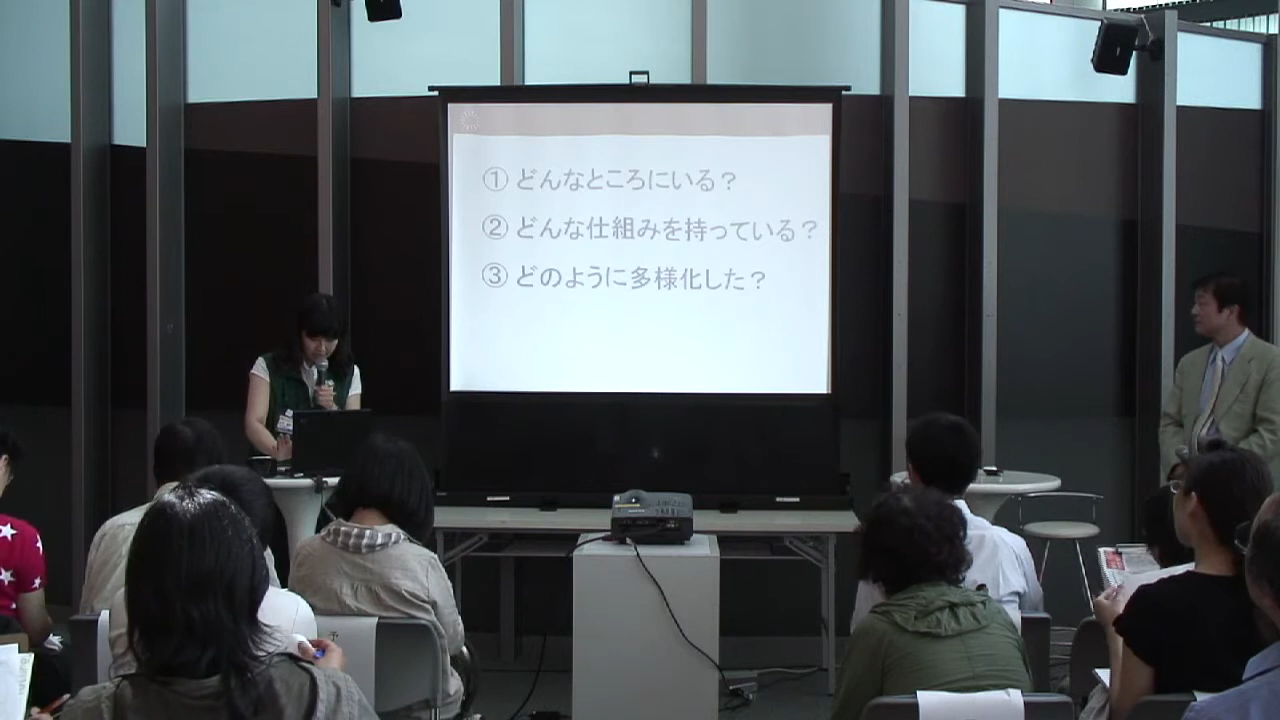 ① どんなところにいる？
② どんな仕組みを持っている？
③ どのように多様化した？